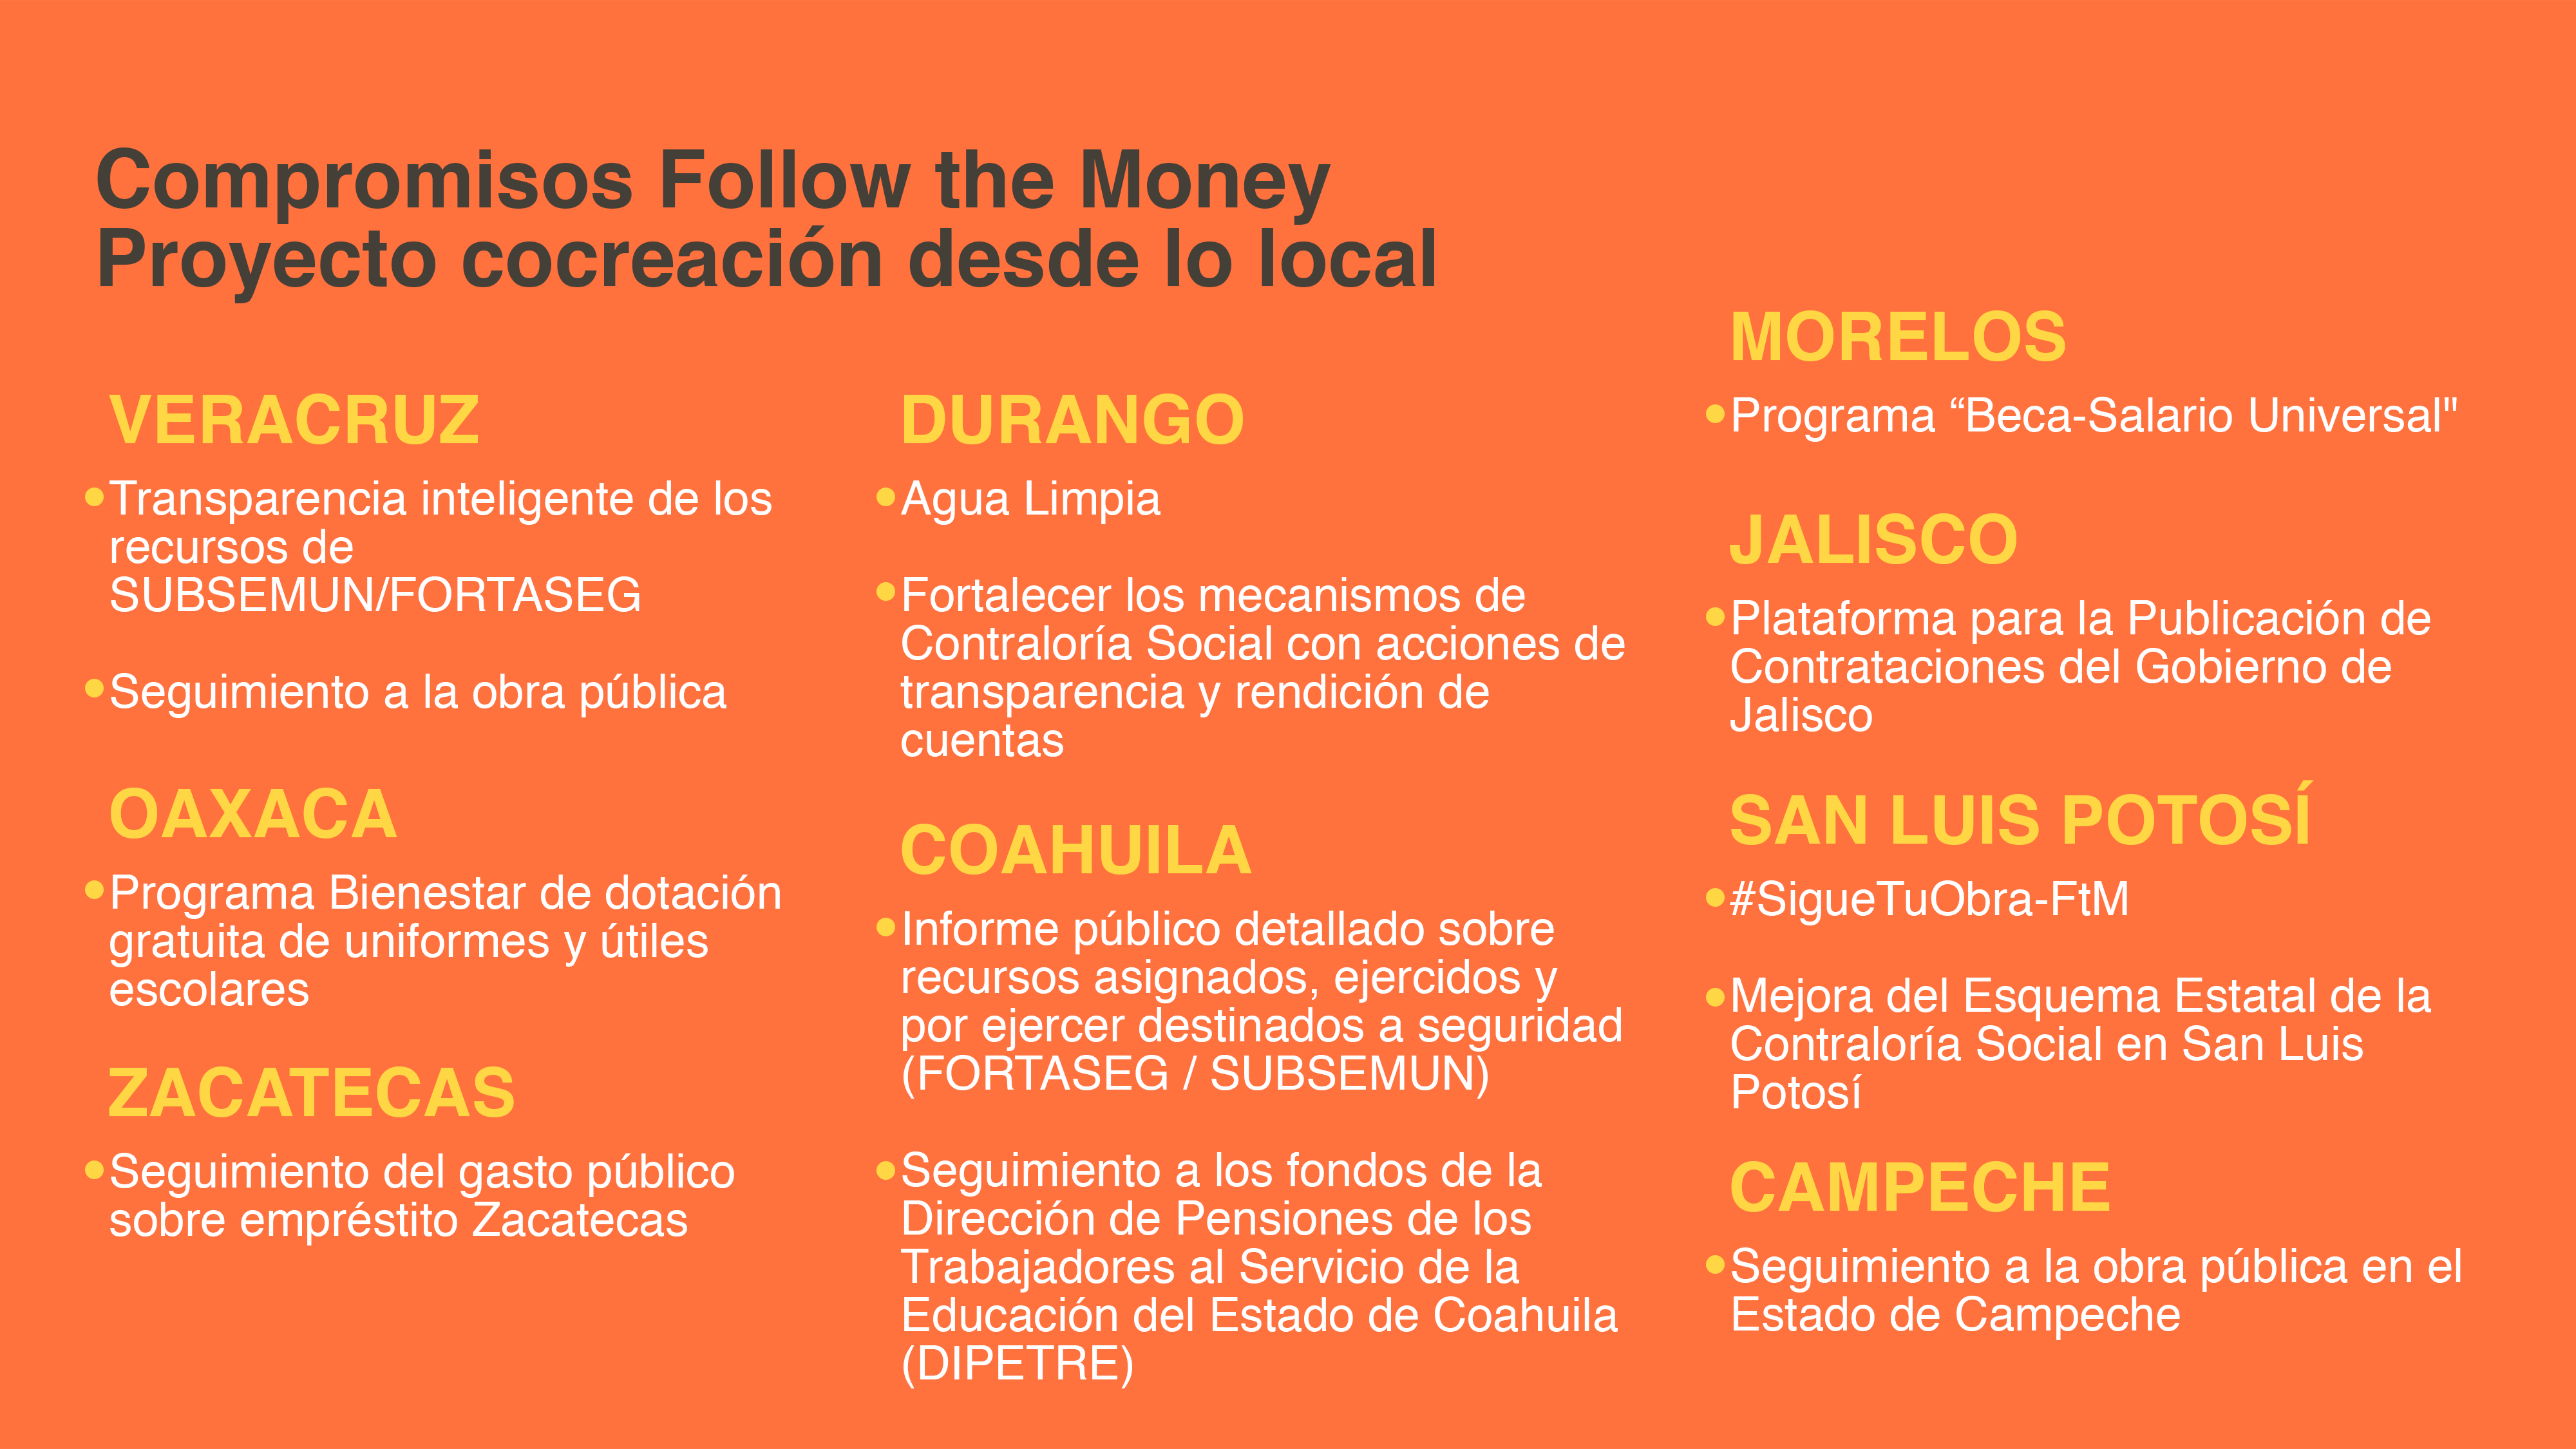 Compromisos Follow the Money
Proyecto cocreación desde lo local
VERACRUZ
Transparencia inteligente de los
recursos de
SUBSEMUN/FORTASEG
Seguimiento a la obra pública
OAXACA
Programa Bienestar de dotación
gratuita de uniformes y útiles
escolares
ZACATECAS
Seguimiento del gasto público
sobre empréstito Zacatecas
DURANGO
Agua Limpia
Fortalecer los mecanismos de
Contraloría Social con acciones de
transparencia y rendición de
cuentas
COAHUILA
Informe público detallado sobre
recursos asignados, ejercidos y
por ejercer destinados a seguridad
(FORTASEG / SUBSEMUN)
Seguimiento a los fondos de la
Dirección de Pensiones de los
Trabajadores al Servicio de la
Educación del Estado de Coahuila
(DIPETRE)
MORELOS
Programa “Beca-Salario Universal"
JALISCO
Plataforma para la Publicación de
Contrataciones del Gobierno de
Jalisco
SAN LUIS POTOSÍ
#SigueTuObra-FtM
Mejora del Esquema Estatal de la
Contraloría Social en San Luis
Potosí
CAMPECHE
Seguimiento a la obra pública en el
Estado de Campeche